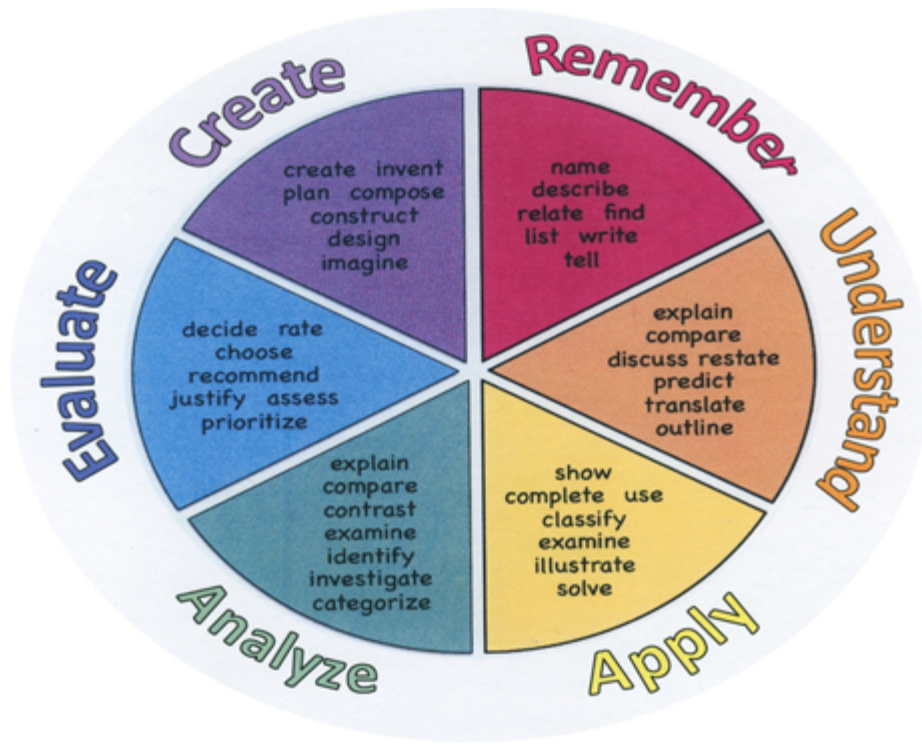 Remember
name
describe
relate find
list write
tell
Understand
explain
compare
discuss restate
predict
translate
outline
Apply
show
complete use
classify
examine
illustrate
solve
Analyze
explain
compare
contrast
examine
identify
investigate
categorize
Evaluate
decide rate
choose
recommend
justify assess
prioritize
Create
create invent
plan compose
construct
design
imagine